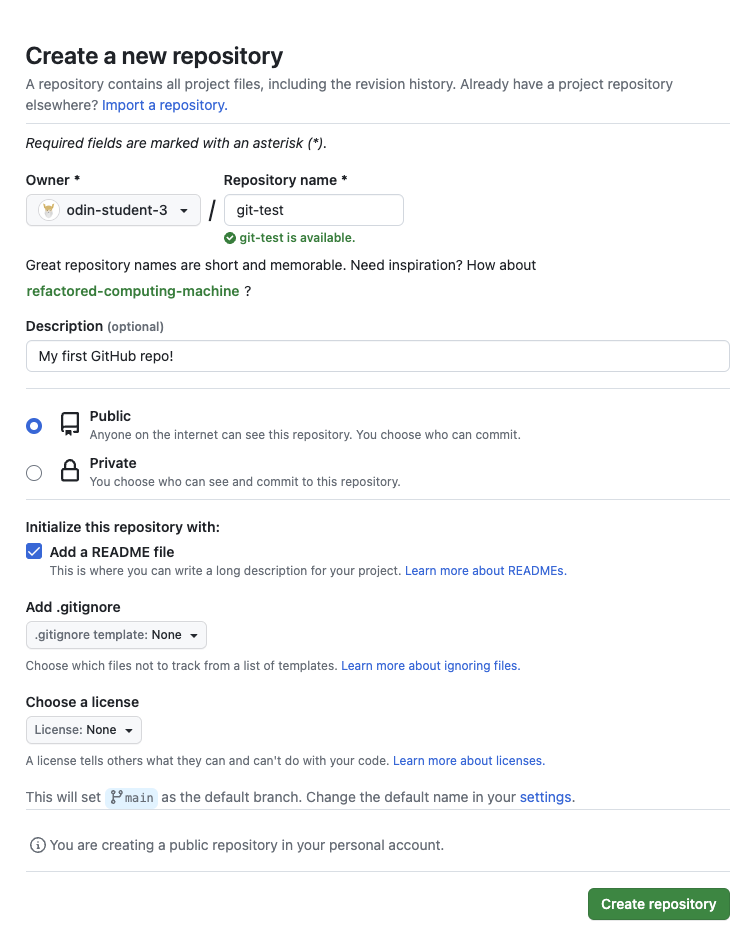 Create a new repository
A repository contains all project files, including the revision history. Already have a project repository
elsewhere? Import a repository.
Required fields are marked with an asterisk (*).
Owner * Repository name *
odin-student-3 / git-test
git-test is available.
Great repository names are short and memorable. Need inspiration? How about
refactored-computing-machine ?
Description (optional)
My first GitHub repo!
Public
Anyone on the internet can see this repository. You choose who can commit.
Private
You choose who can see and commit to this repository.
Initialize this repository with:
Add a README file
This is where you can write a long description for your project. Learn more about READMEs.
Add .gitignore
.gitignore template: None
Choose which files not to track from a list of templates. Learn more about ignoring files.
Choose a license
License: None
A license tells others what they can and can't do with your code. Learn more about licenses.
This will set main as the default branch. Change the default name in your settings.
You are creating a public repository in your personal account.
Create repository